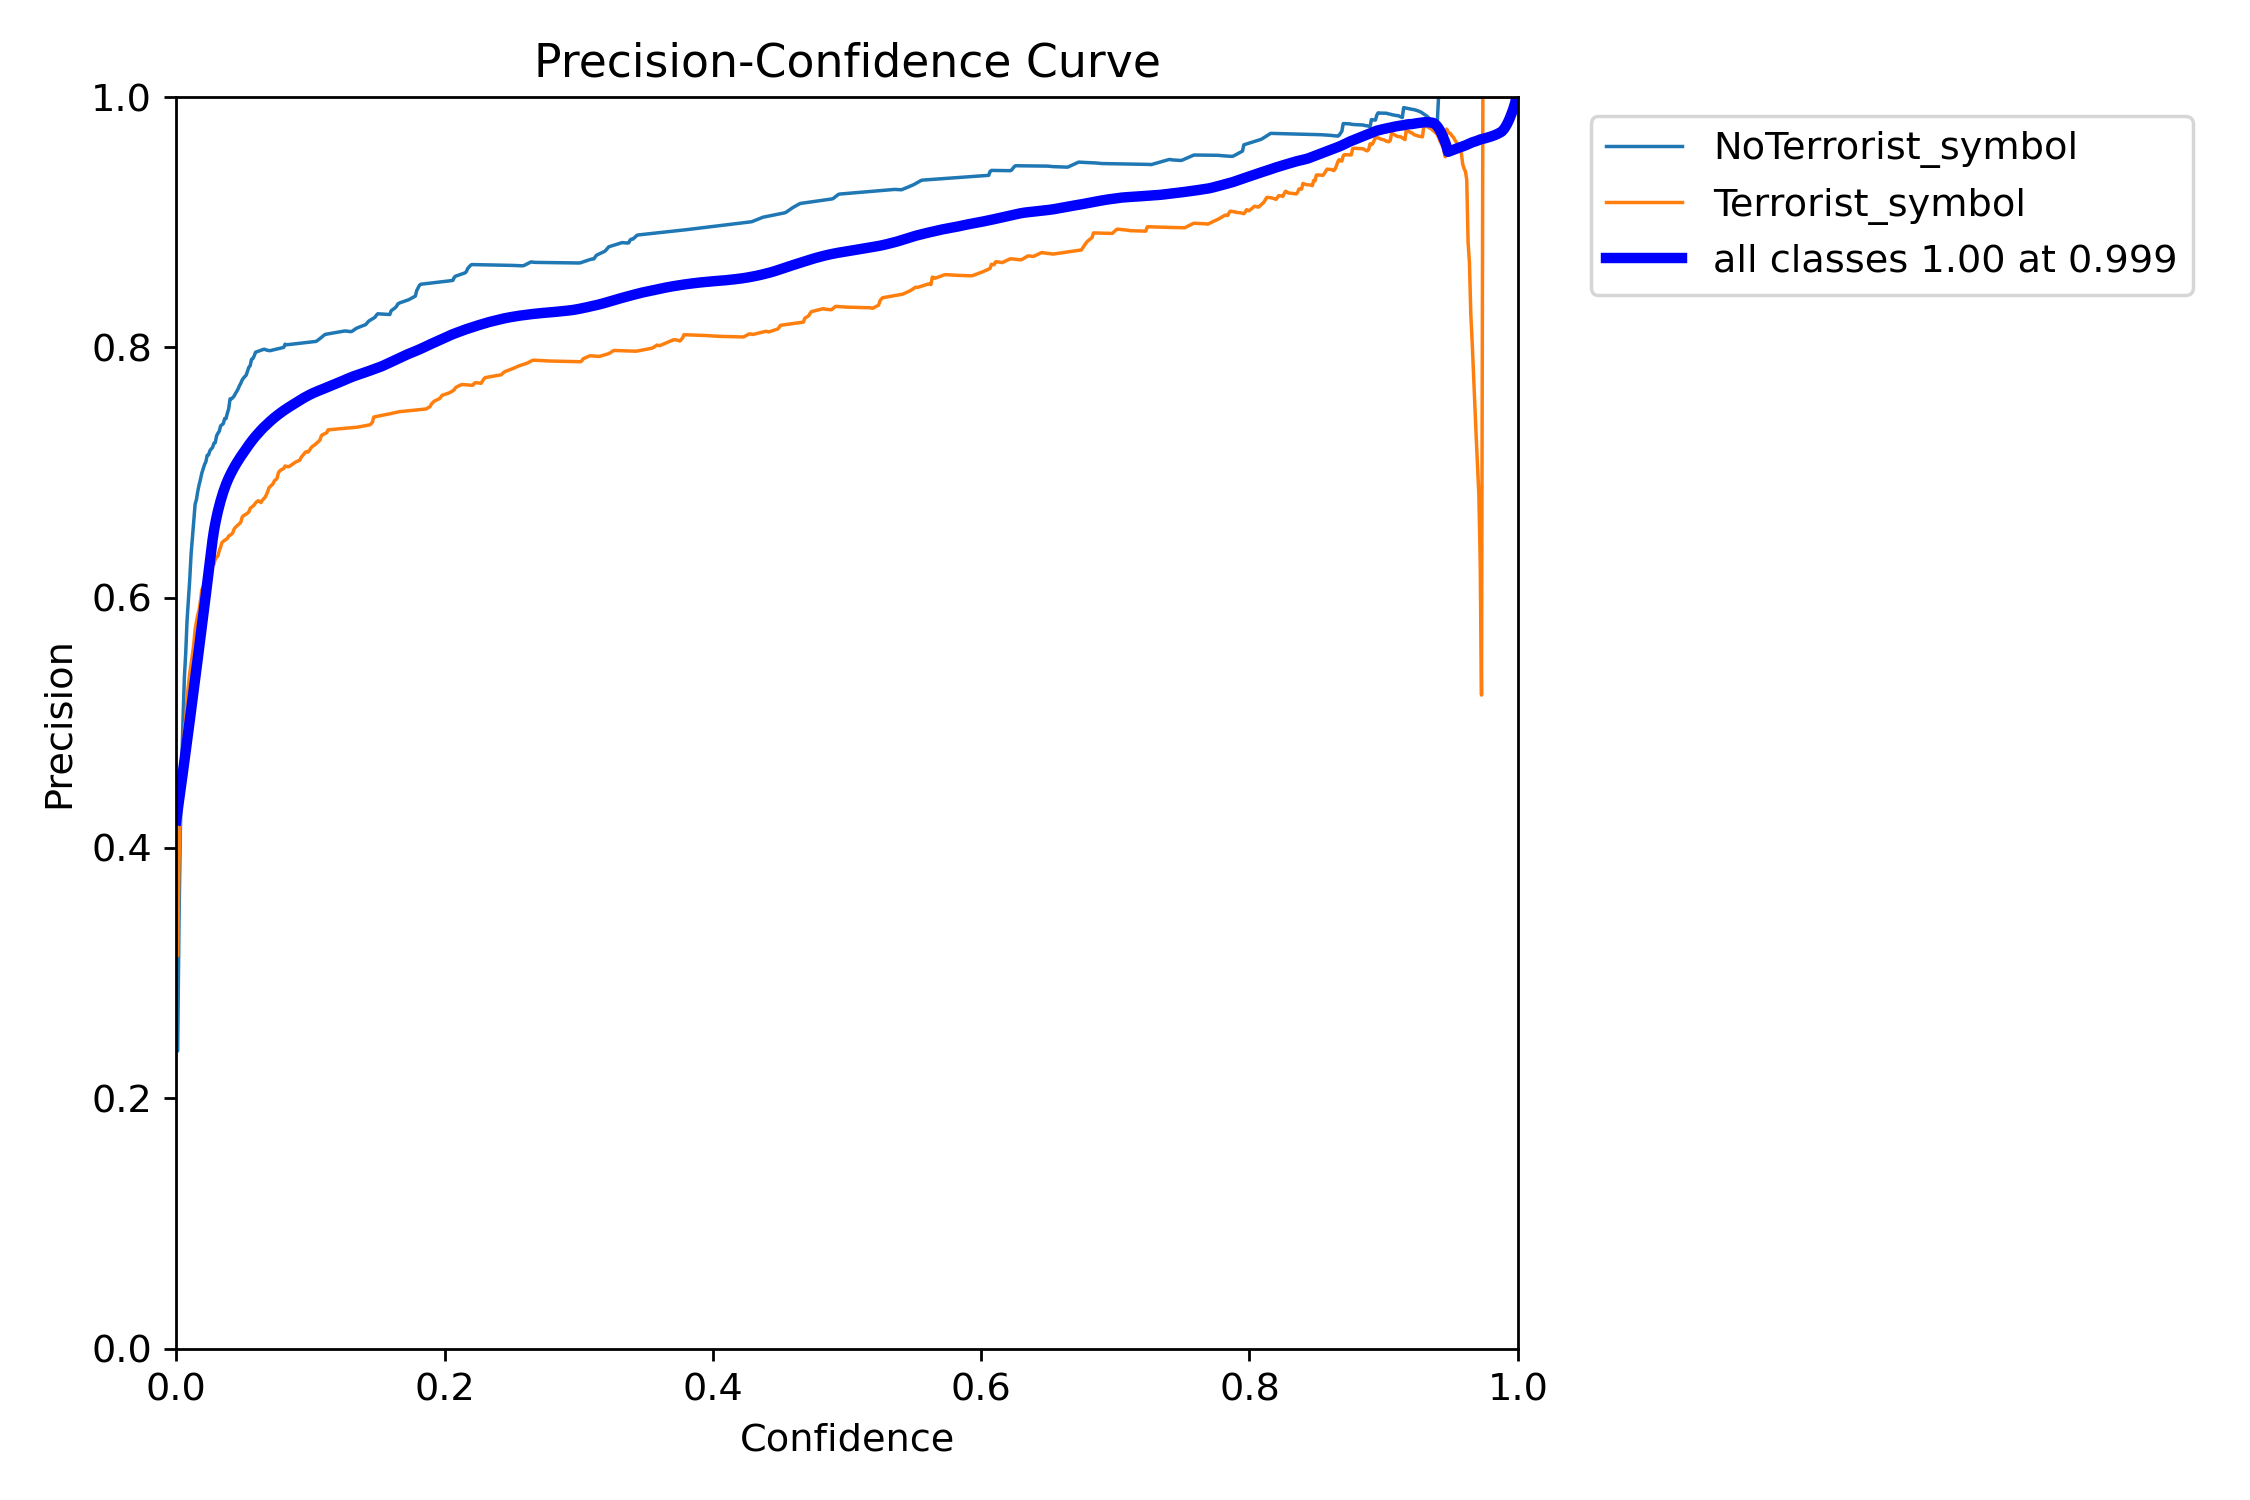 Precision-Confidence Curve
1.0
0.8
0.6
0.4
0.2
0.0
Precision
0.0 0.2 0.4 0.6 0.8 1.0
Confidence
NoTerrorist_symbol
Terrorist_symbol
all classes 1.00 at 0.999